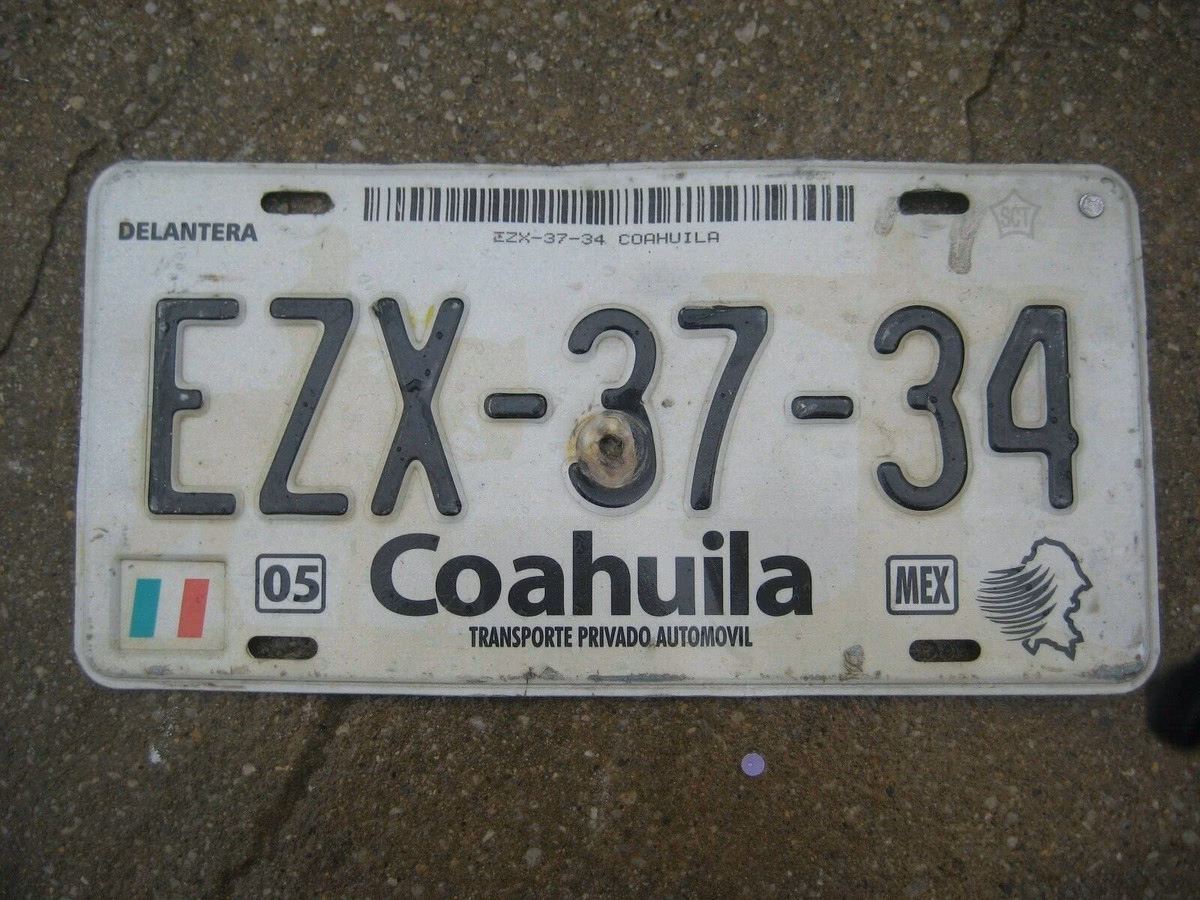 DELANTERA
EZX-37-34 COAHUILA
SCT
EZX-37-34
05
Coahuila
MEX
TRANSPORTE PRIVADO AUTOMOVIL